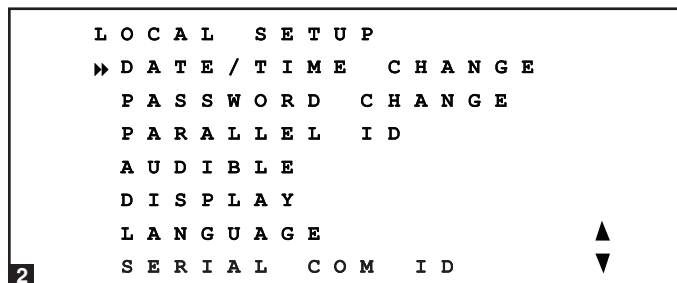 LOCAL SETUP
DATE/TIME CHANGE
PASSWORD CHANGE
PARALLEL ID
AUDIBLE
DISPLAY
LANGUAGE
SERIAL COM ID
2